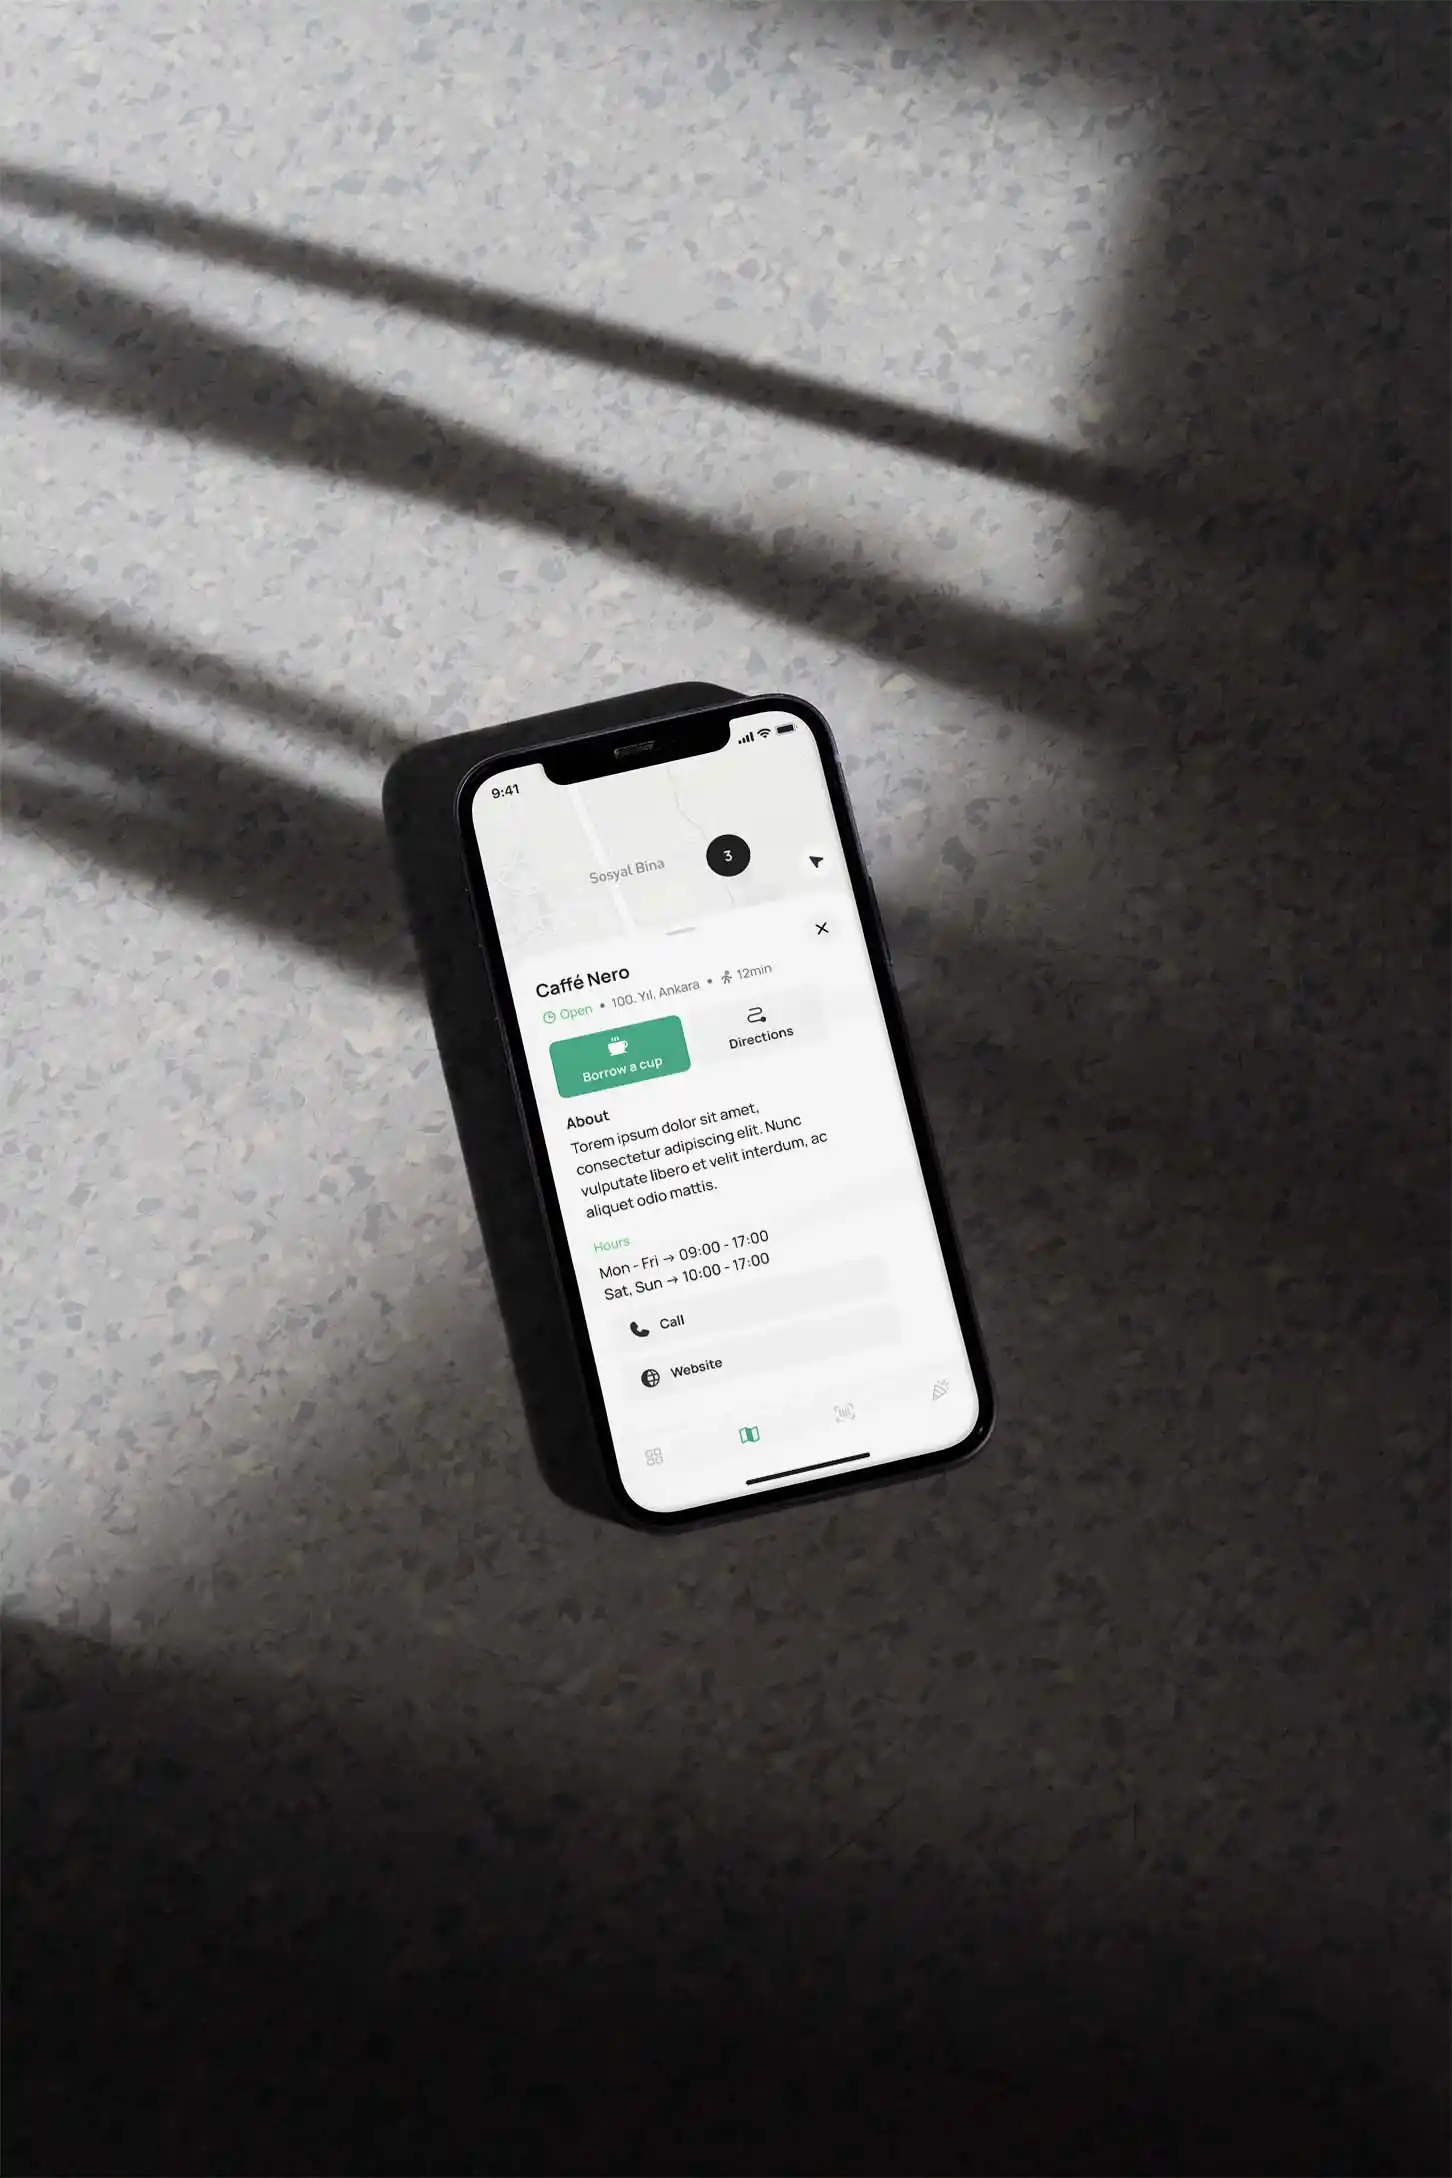 9:41
Sosyal Bina
3
Caffé Nero
Open • 100. Yıl, Ankara • 12min
Borrow a cup
Directions
About
Torem ipsum dolor sit amet,
consectetur adipiscing elit. Nunc
vulputate libero et velit interdum, ac
aliquet odio mattis.
Hours
Mon - Fri → 09:00 - 17:00
Sat, Sun → 10:00 - 17:00
Call
Website